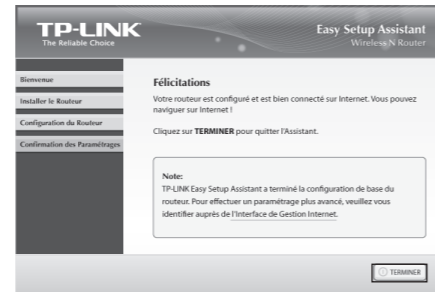 TP-LINK
The Reliable Choice
Easy Setup Assistant
Wireless N Router
Bienvenue
Installer le Routeur
Configuration du Routeur
Confirmation des Paramétrages
Félicitations
Votre routeur est configuré et est bien connecté sur Internet. Vous pouvez
naviguer sur Internet !
Cliquez sur TERMINER pour quitter l'Assistant.
Note:
TP-LINK Easy Setup Assistant a terminé la configuration de base du
routeur. Pour effectuer un paramétrage plus avancé, veuillez vous
identifier auprès de l'Interface de Gestion Internet.
TERMINER